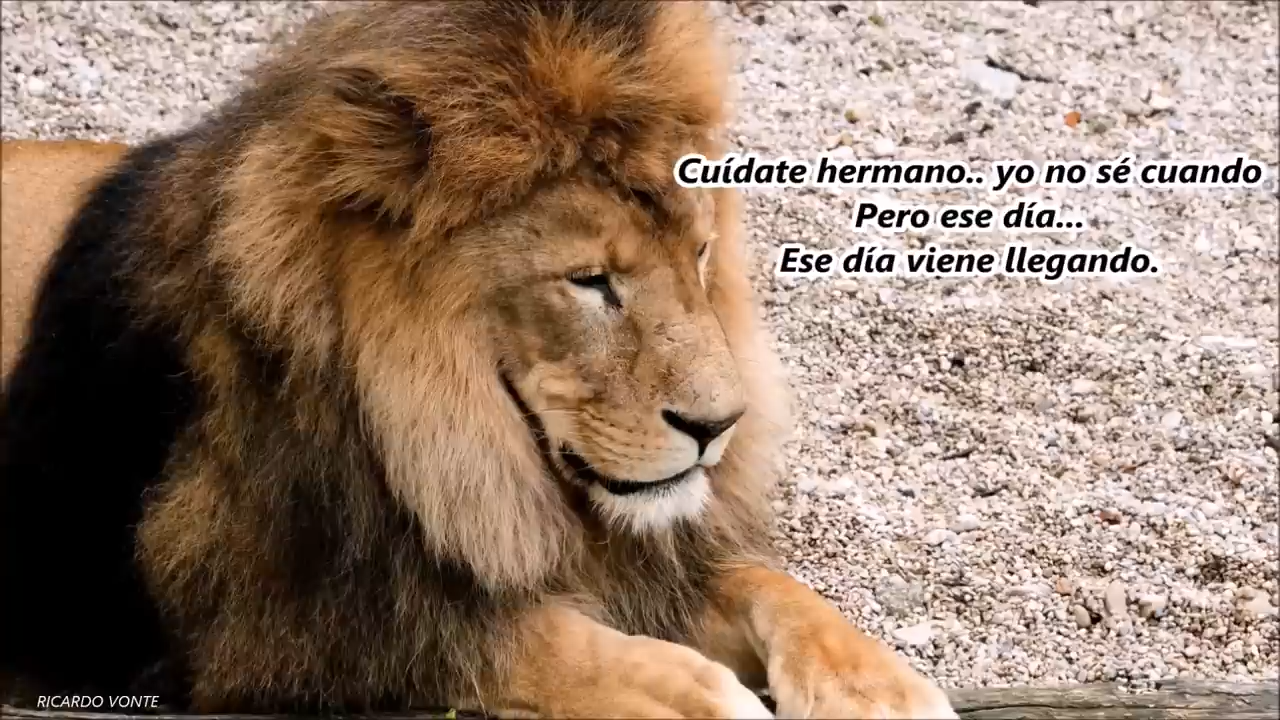 Cuídate hermano.. yo no sé cuando
Pero ese día...
Ese día viene llegando.
RICARDO VONTE